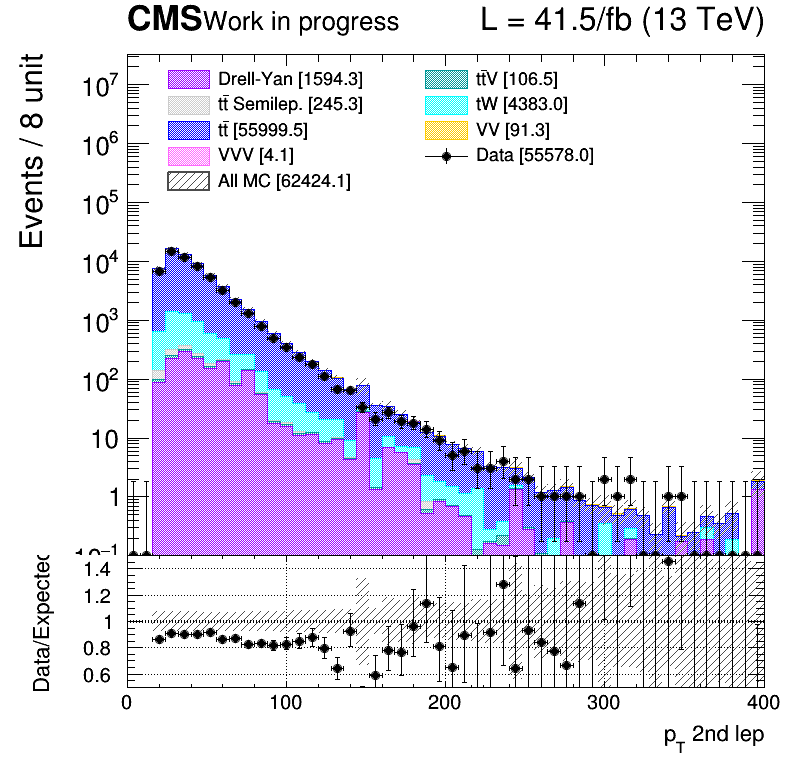 CMS Work in progress L = 41.5/fb (13 TeV)
Events / 8 unit
Drell-Yan [1594.3]
tt̄ Semilep. [245.3]
tt̄ [55999.5]
VVV [4.1]
All MC [62424.1]
tt̄V [106.5]
tW [4383.0]
VV [91.3]
Data [55578.0]
10⁷
10⁶
10⁵
10⁴
10³
10²
10
1
10⁻¹
Data/Expected
1.4
1.2
1
0.8
0.6
0 100 200 300 400
p_T 2nd lep